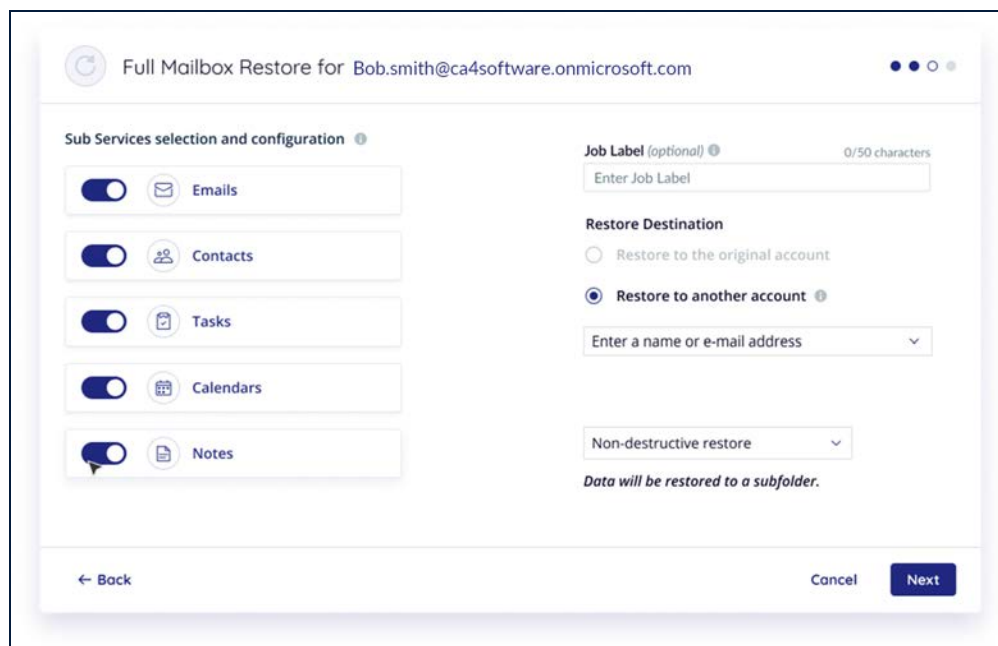 Full Mailbox Restore for Bob.smith@ca4software.onmicrosoft.com
Sub Services selection and configuration
Emails
Contacts
Tasks
Calendars
Notes
Job Label (optional) 0/50 characters
Enter Job Label
Restore Destination
Restore to the original account
Restore to another account
Enter a name or e-mail address
Non-destructive restore
Data will be restored to a subfolder.
← Back
Cancel
Next